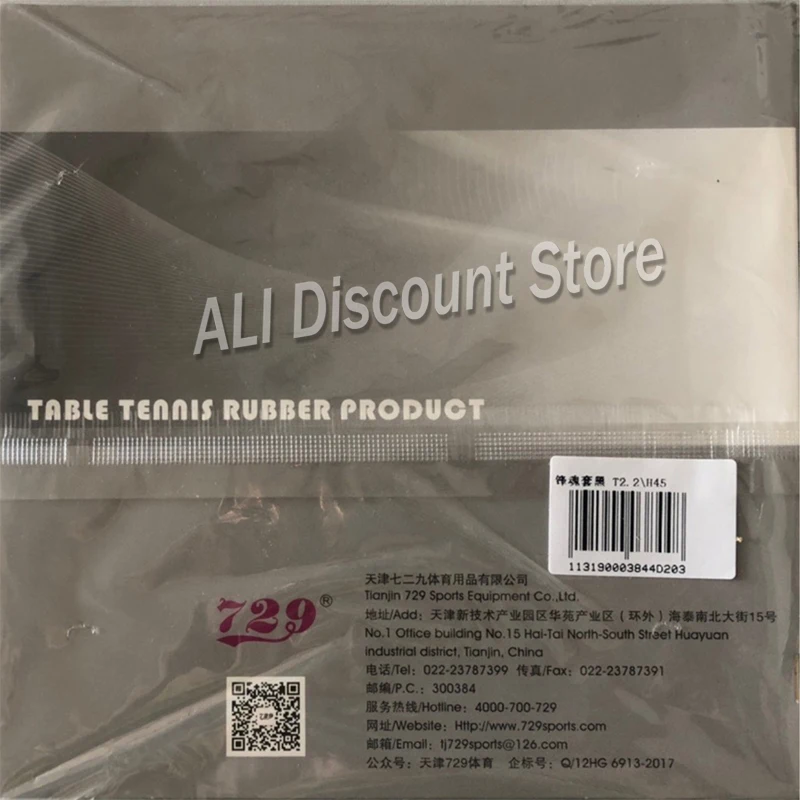 ALI Discount Store
TABLE TENNIS RUBBER PRODUCT
锋魂套黑 T2.2\H45
113190003844D203
729®
天津七二九体育用品有限公司
Tianjin 729 Sports Equipment Co.,Ltd.
地址/Add: 天津新技术产业园区华苑产业区(环外)海泰南北大街15号
No.1 Office building No.15 Hai-Tai North-South Street Huayuan
industrial district, Tianjin, China
电话/Tel: 022-23787399 传真/Fax: 022-23787391
邮编/P.C.: 300384
服务热线/Hotline: 4000-700-729
网址/Website: Http://www.729sports.com
邮箱/Email: tj729sports@126.com
公众号: 天津729体育 企标号: Q/12HG 6913-2017